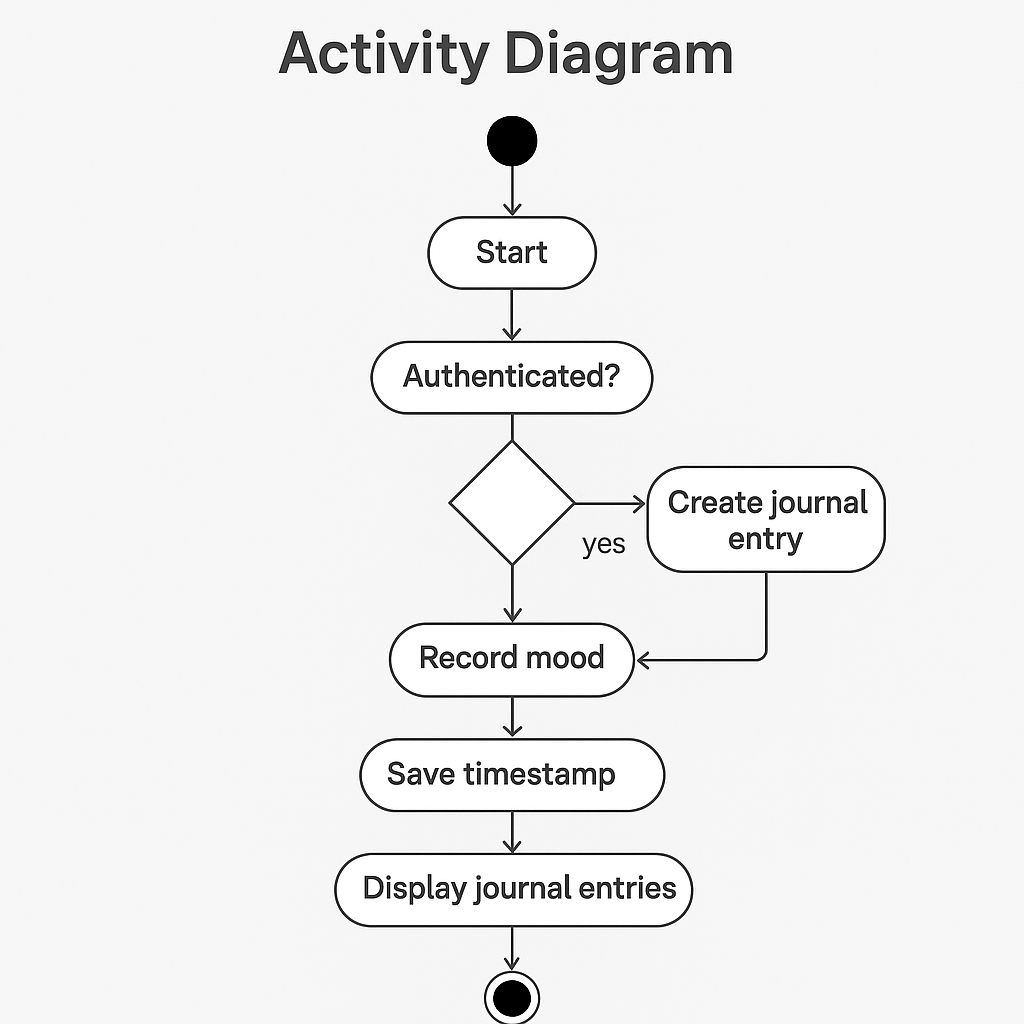 Activity Diagram
Start
Authenticated?
yes
Create journal
entry
Record mood
Save timestamp
Display journal entries